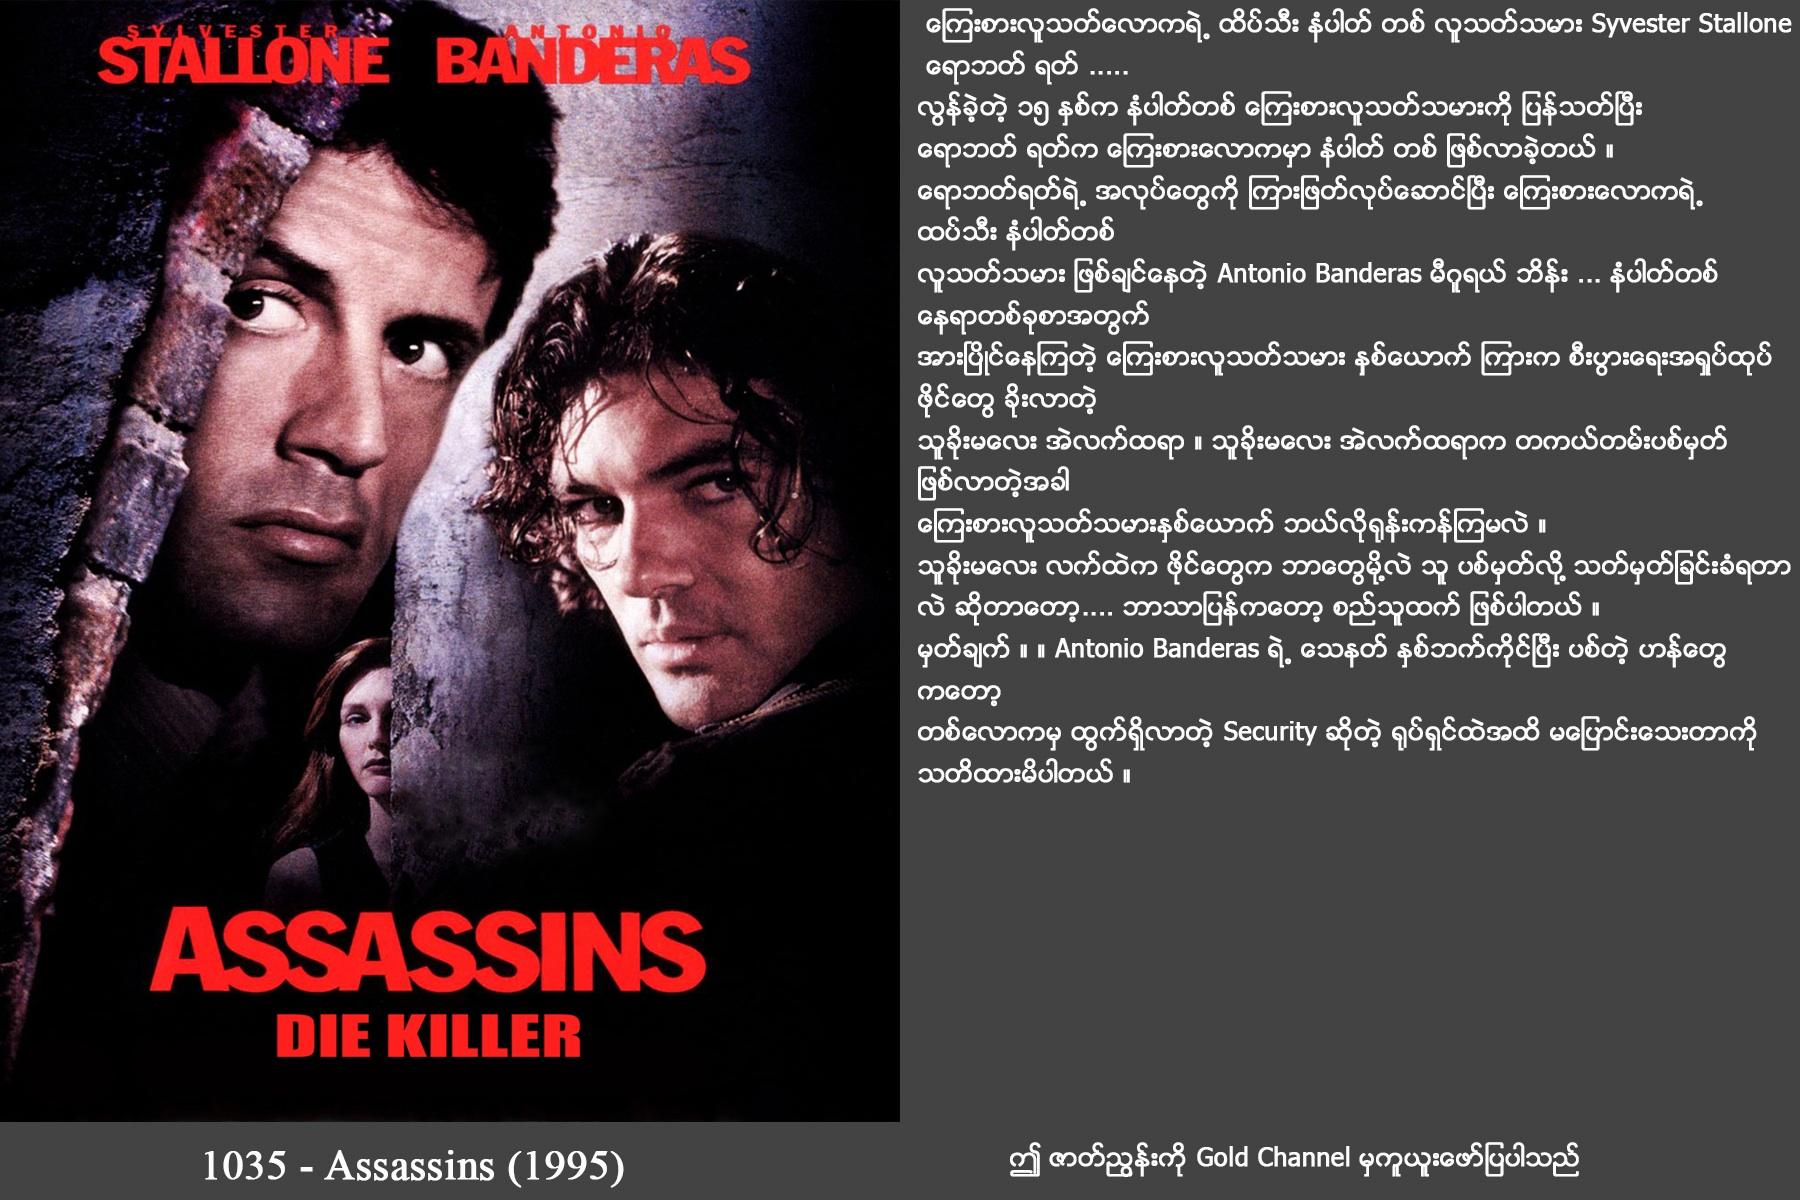 SYLVESTER ANTONIO
STALLONE BANDERAS
ASSASSINS
DIE KILLER
1035 - Assassins (1995)
ကြေးစားလူသတ်လောကရဲ့ ထိပ်သီး နံပါတ် တစ် လူသတ်သမား Syvester Stallone
ရောဘတ် ရတ် .....
လွန်ခဲ့တဲ့ ၁၅ နှစ်က နံပါတ်တစ် ကြေးစားလူသတ်သမားကို ပြန်သတ်ပြီး
ရောဘတ် ရတ်က ကြေးစားလောကမှာ နံပါတ် တစ် ဖြစ်လာခဲ့တယ် ။
ရောဘတ်ရတ်ရဲ့ အလုပ်တွေကို ကြားဖြတ်လုပ်ဆောင်ပြီး ကြေးစားလောကရဲ့
ထပ်သီး နံပါတ်တစ်
လူသတ်သမား ဖြစ်ချင်နေတဲ့ Antonio Banderas မီဂူရယ် ဘိန်း ... နံပါတ်တစ်
နေရာတစ်ခုစာအတွက်
အားပြိုင်နေကြတဲ့ ကြေးစားလူသတ်သမား နှစ်ယောက် ကြားက စီးပွားရေးအရှုပ်ထုပ်
ဖိုင်တွေ ခိုးလာတဲ့
သူခိုးမလေး အဲလက်ထရာ ။ သူခိုးမလေး အဲလက်ထရာက တကယ်တမ်းပစ်မှတ်
ဖြစ်လာတဲ့အခါ
ကြေးစားလူသတ်သမားနှစ်ယောက် ဘယ်လိုရုန်းကန်ကြမလဲ ။
သူခိုးမလေး လက်ထဲက ဖိုင်တွေက ဘာတွေမို့လဲ သူ ပစ်မှတ်လို့ သတ်မှတ်ခြင်းခံရတာ
လဲ ဆိုတာတော့.... ဘာသာပြန်ကတော့ စည်သူထက် ဖြစ်ပါတယ် ။
မှတ်ချက် ။ ။ Antonio Banderas ရဲ့ သေနတ် နှစ်ဘက်ကိုင်ပြီး ပစ်တဲ့ ဟန်တွေ
ကတော့
တစ်လောကမှ ထွက်ရှိလာတဲ့ Security ဆိုတဲ့ ရုပ်ရှင်ထဲအထိ မပြောင်းသေးတာကို
သတိထားမိပါတယ် ။
ဤ ဇာတ်ညွှန်းကို Gold Channel မှကူယူးဖော်ပြပါသည်